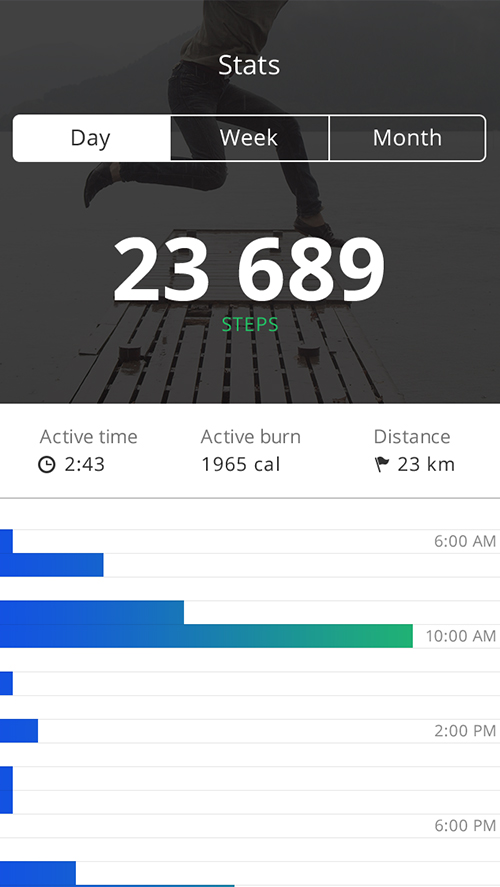 Stats
Day Week Month
23 689
STEPS
Active time Active burn Distance
2:43 1965 cal 23 km
6:00 AM
10:00 AM
2:00 PM
6:00 PM